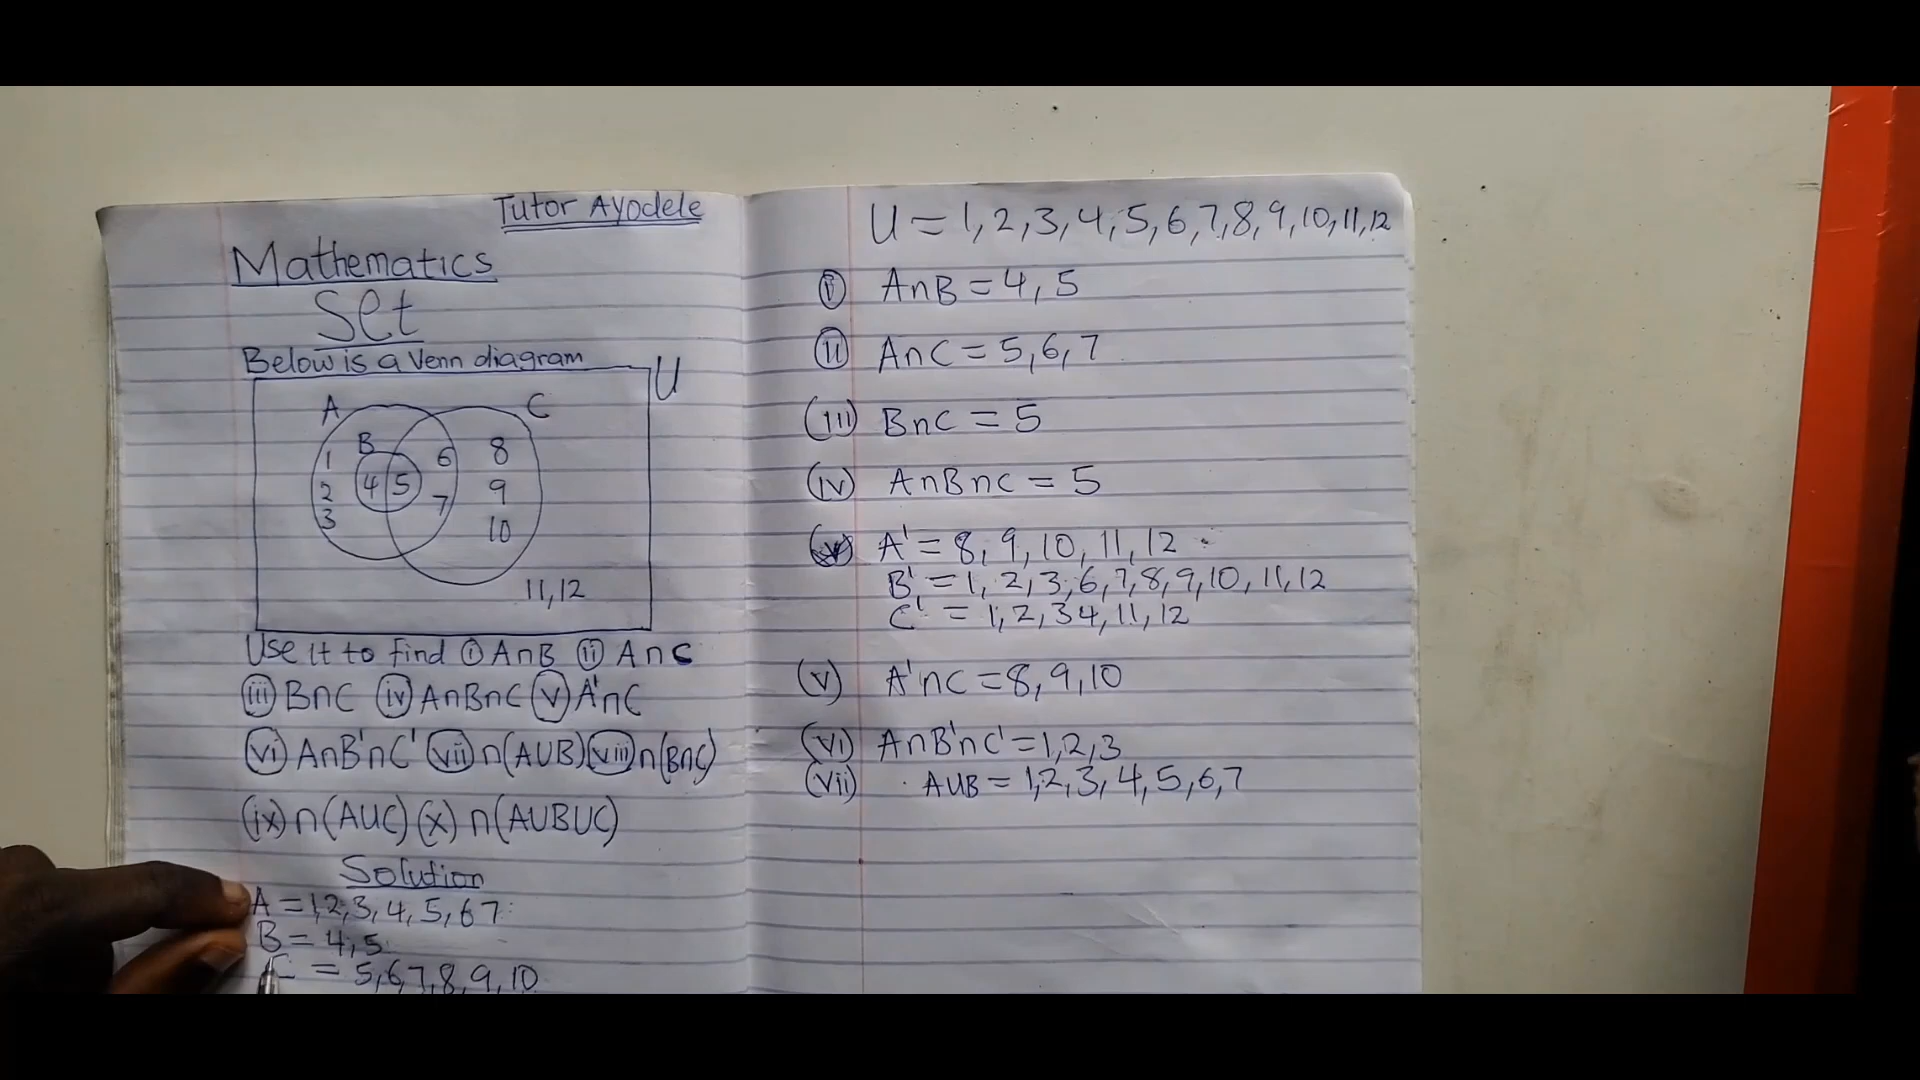 Tutor Ayodele
Mathematics
Set
Below is a Venn diagram
U
A C
B
1 6 8
4 5
2 9
7
3 10
11,12
Use it to find (i) A∩B (ii) A∩C
(iii) B∩C (iv) A∩B∩C (v) A'∩C
(vi) A∩B'∩C' (vii) n(AUB) (viii) n(B∩C)
(ix) n(AUC) (x) n(AUBUC)
Solution
A = 1,2,3,4,5,6 7
B = 4,5
C = 5,6,7,8,9,10
U = 1,2,3,4,5,6,7,8,9,10,11,12
(i) A∩B = 4,5
(ii) A∩C = 5,6,7
(iii) B∩C = 5
(iv) A∩B∩C = 5
A' = 8,9,10,11,12
B' = 1,2,3,6,7,8,9,10,11,12
C' = 1,2,3 4,11,12
(v) A'∩C = 8,9,10
(vi) A∩B'∩C' = 1,2,3
(vii) AUB = 1,2,3,4,5,6,7